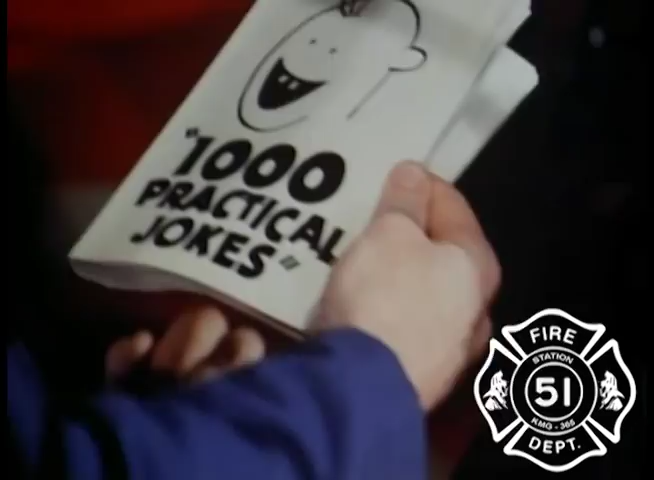 "1000
PRACTICAL
JOKES"
FIRE
STATION
51
KMG-365
DEPT.